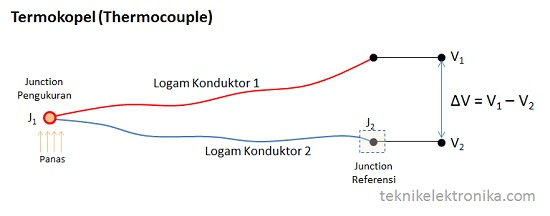 Termokopel (Thermocouple)
Junction
Pengukuran
J1
Panas
Logam Konduktor 1
Logam Konduktor 2
J2
Junction
Referensi
V1
ΔV = V1 – V2
V2
teknikelektronika.com